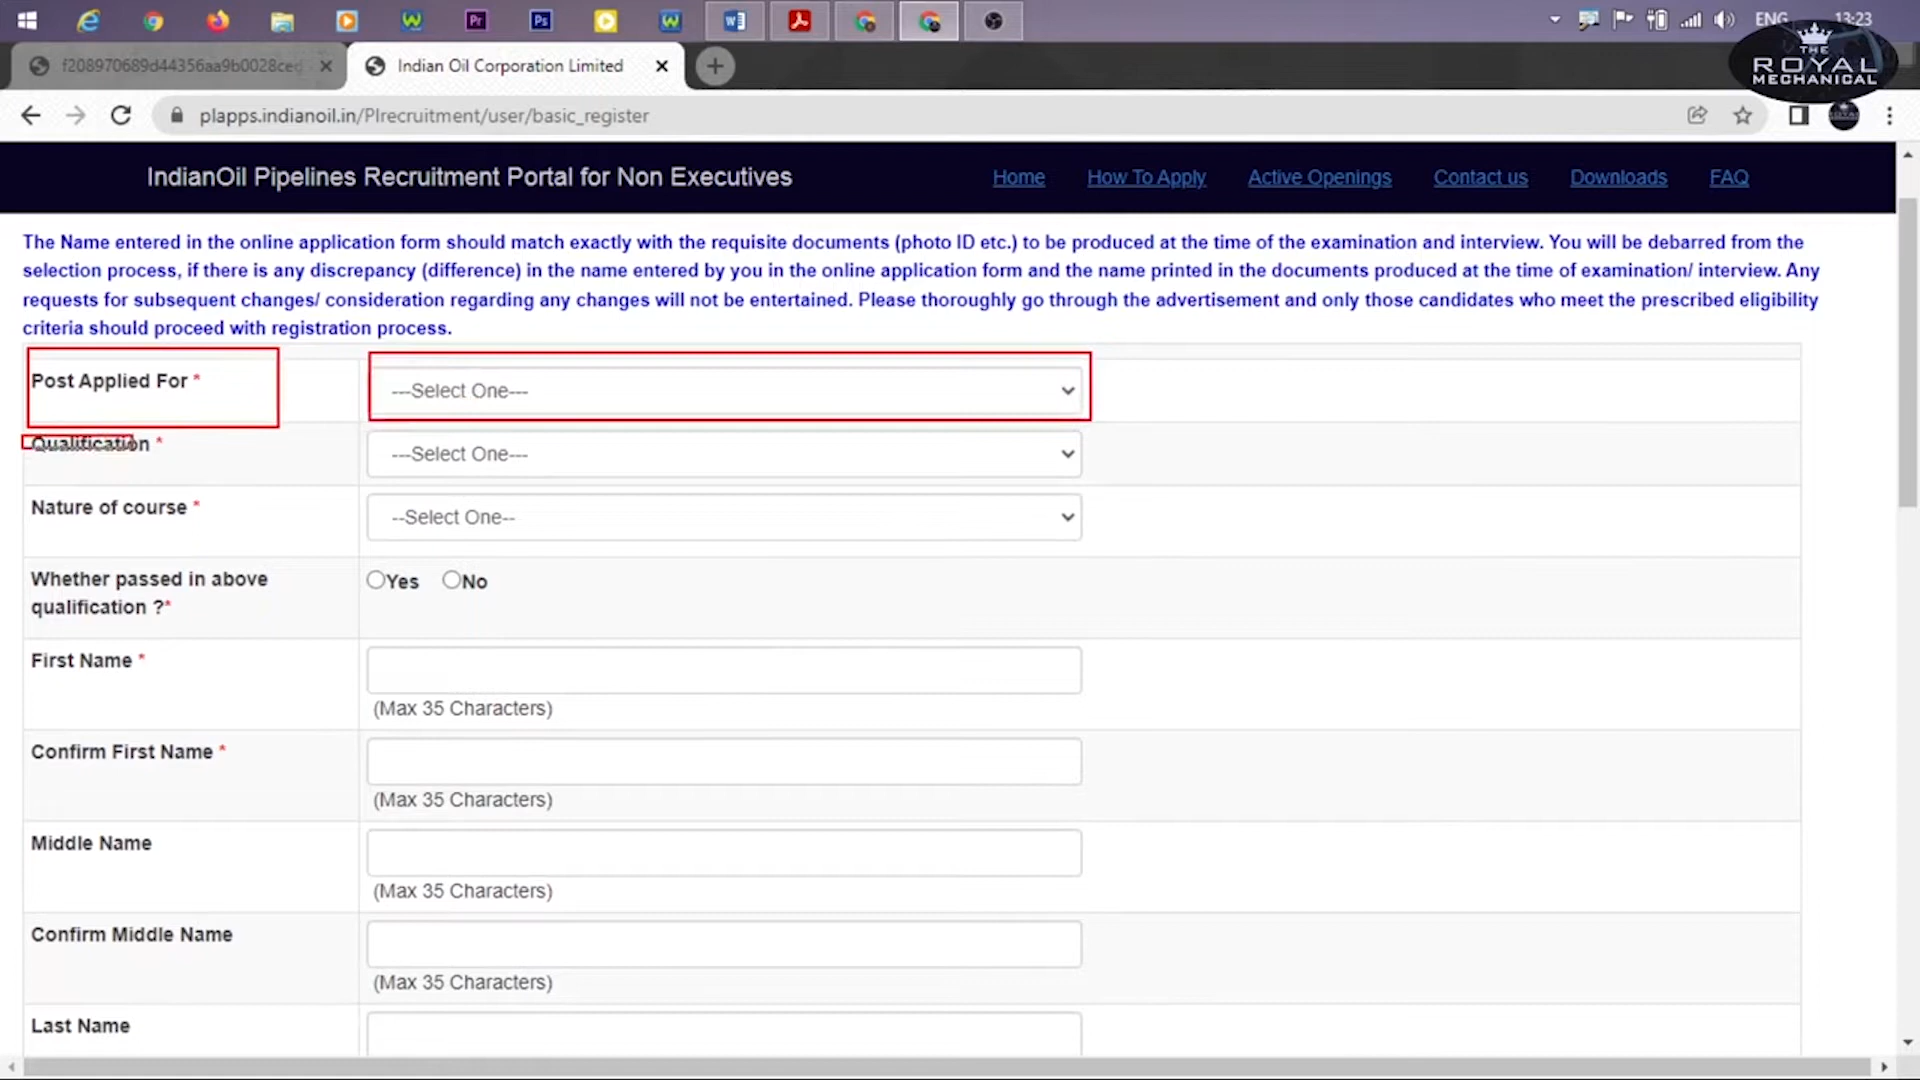 ENG 13:23
THE
ROYAL
MECHANICAL
f208970689d44356aa9b0028ced
Indian Oil Corporation Limited
plapps.indianoil.in/PIrecruitment/user/basic_register
IndianOil Pipelines Recruitment Portal for Non Executives
Home How To Apply Active Openings Contact us Downloads FAQ
The Name entered in the online application form should match exactly with the requisite documents (photo ID etc.) to be produced at the time of the examination and interview. You will be debarred from the
selection process, if there is any discrepancy (difference) in the name entered by you in the online application form and the name printed in the documents produced at the time of examination/ interview. Any
requests for subsequent changes/ consideration regarding any changes will not be entertained. Please thoroughly go through the advertisement and only those candidates who meet the prescribed eligibility
criteria should proceed with registration process.
Post Applied For * ---Select One---
Qualification * ---Select One---
Nature of course * --Select One--
Whether passed in above
qualification ?*
Yes No
First Name *
(Max 35 Characters)
Confirm First Name *
(Max 35 Characters)
Middle Name
(Max 35 Characters)
Confirm Middle Name
(Max 35 Characters)
Last Name